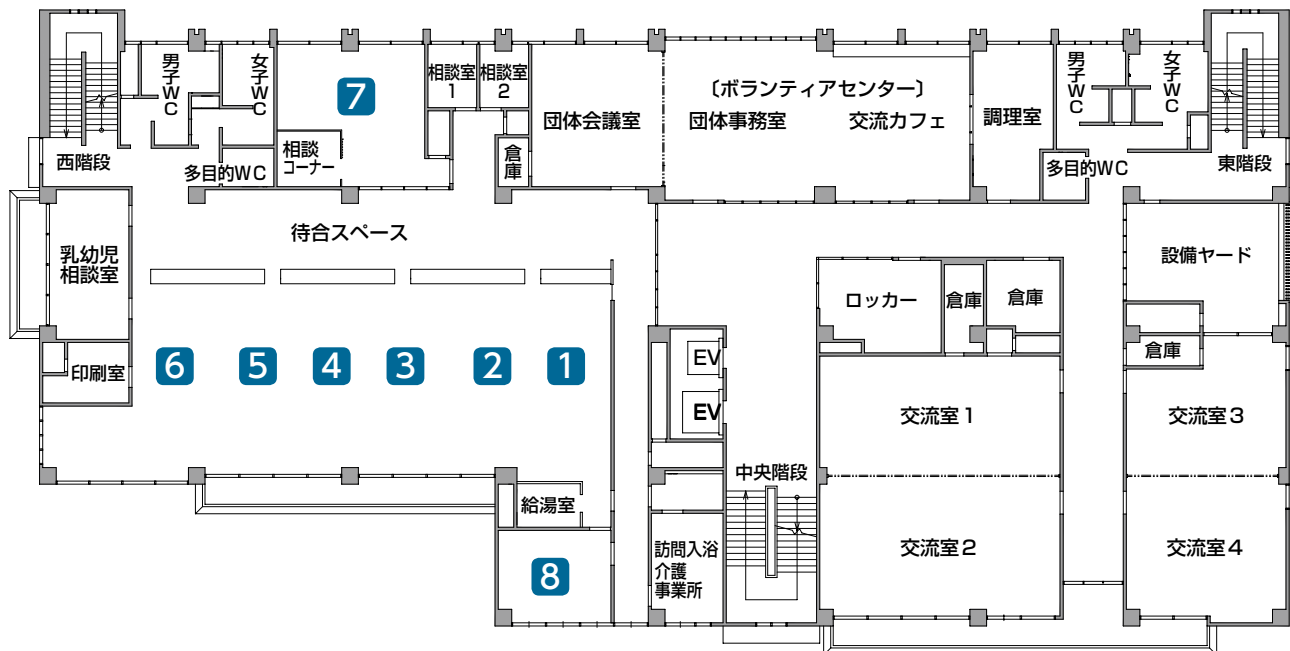 男子WC
女子WC
7
相談室
1
相談室
2
団体会議室
〔ボランティアセンター〕
団体事務室
交流カフェ
調理室
男子WC
女子WC
西階段
多目的WC
相談
コーナー
倉庫
多目的WC
東階段
待合スペース
乳幼児
相談室
設備ヤード
ロッカー
倉庫
倉庫
印刷室
6
5
4
3
2
1
EV
EV
倉庫
交流室1
交流室3
中央階段
給湯室
8
訪問入浴
介護
事業所
交流室2
交流室4